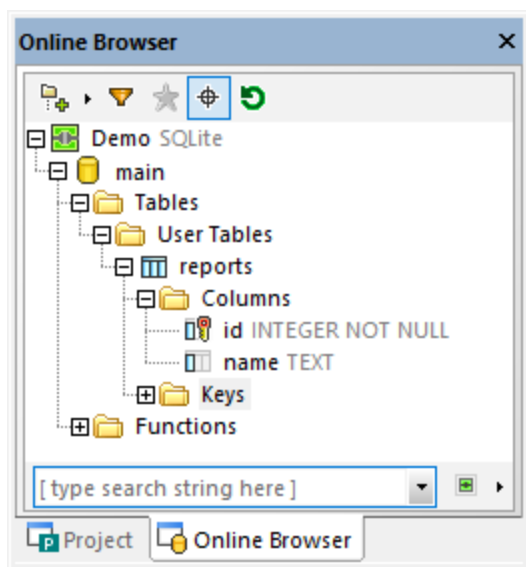 Online Browser
Demo SQLite
main
Tables
User Tables
reports
Columns
id INTEGER NOT NULL
name TEXT
Keys
Functions
[ type search string here ]
Project Online Browser